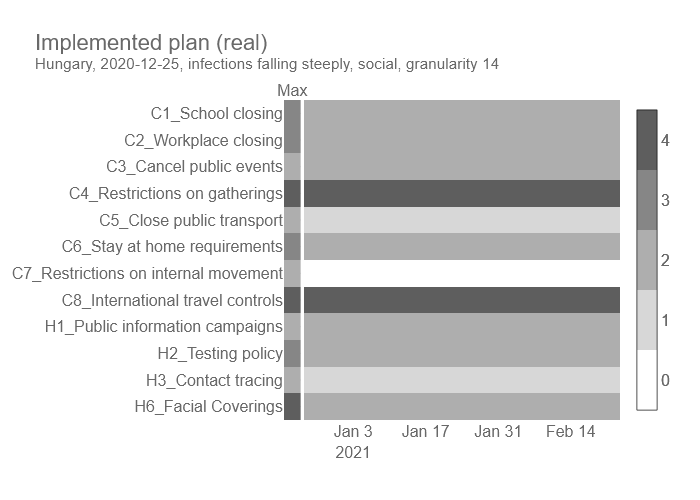 Implemented plan (real)
Hungary, 2020-12-25, infections falling steeply, social, granularity 14
Max
C1_School closing
C2_Workplace closing
C3_Cancel public events
C4_Restrictions on gatherings
C5_Close public transport
C6_Stay at home requirements
C7_Restrictions on internal movement
C8_International travel controls
H1_Public information campaigns
H2_Testing policy
H3_Contact tracing
H6_Facial Coverings
Jan 3 Jan 17 Jan 31 Feb 14
2021
4
3
2
1
0